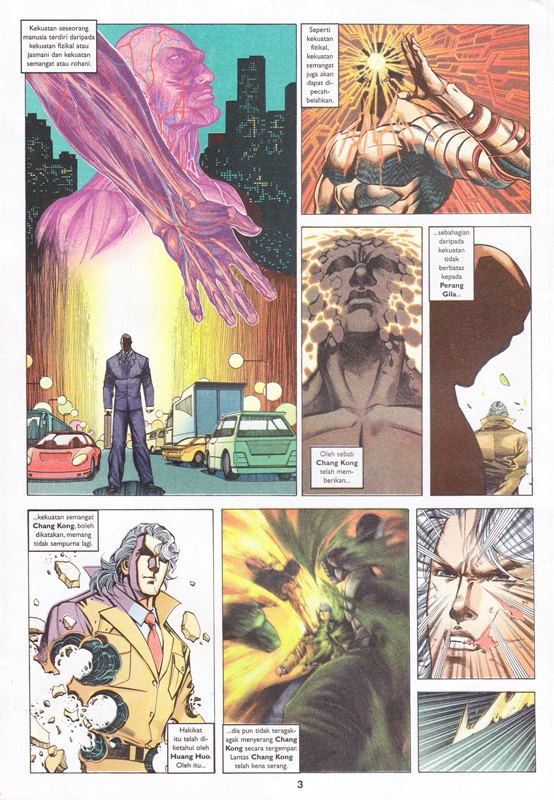 Kekuatan seseorang
manusia terdiri daripada
kekuatan fizikal atau
jasmani dan kekuatan
semangat atau rohani.
Seperti
kekuatan
fizikal,
kekuatan
semangat
juga akan
dapat di-
pecah-
belahkan.
Oleh sebab
Chang Kong
telah mem-
berikan...
...sebahagian
daripada
kekuatan
tidak
berbatas
kepada
Perang
Gila...
...kekuatan semangat
Chang Kong, boleh
dikatakan, memang
tidak sempurna lagi.
Hakikat
itu telah di-
ketahui oleh
Huang Huo.
Oleh itu...
...dia pun tidak teragak-
agak menyerang Chang
Kong secara tergempar.
Lantas Chang Kong
telah kena serang.
3